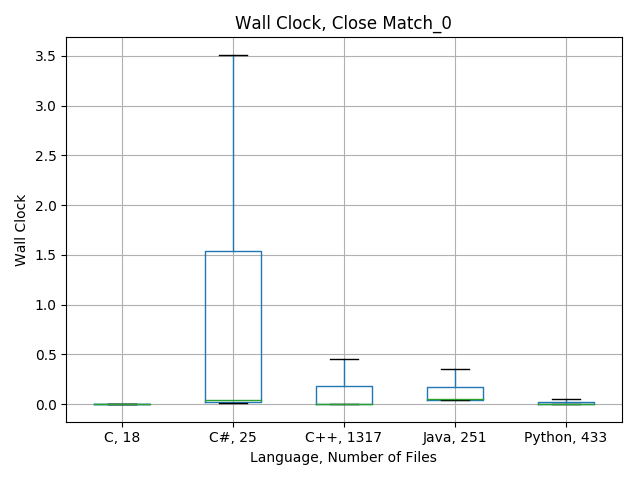 Wall Clock, Close Match_0
3.5
3.0
2.5
2.0
1.5
1.0
0.5
0.0
Wall Clock
C, 18
C#, 25
C++, 1317
Java, 251
Python, 433
Language, Number of Files